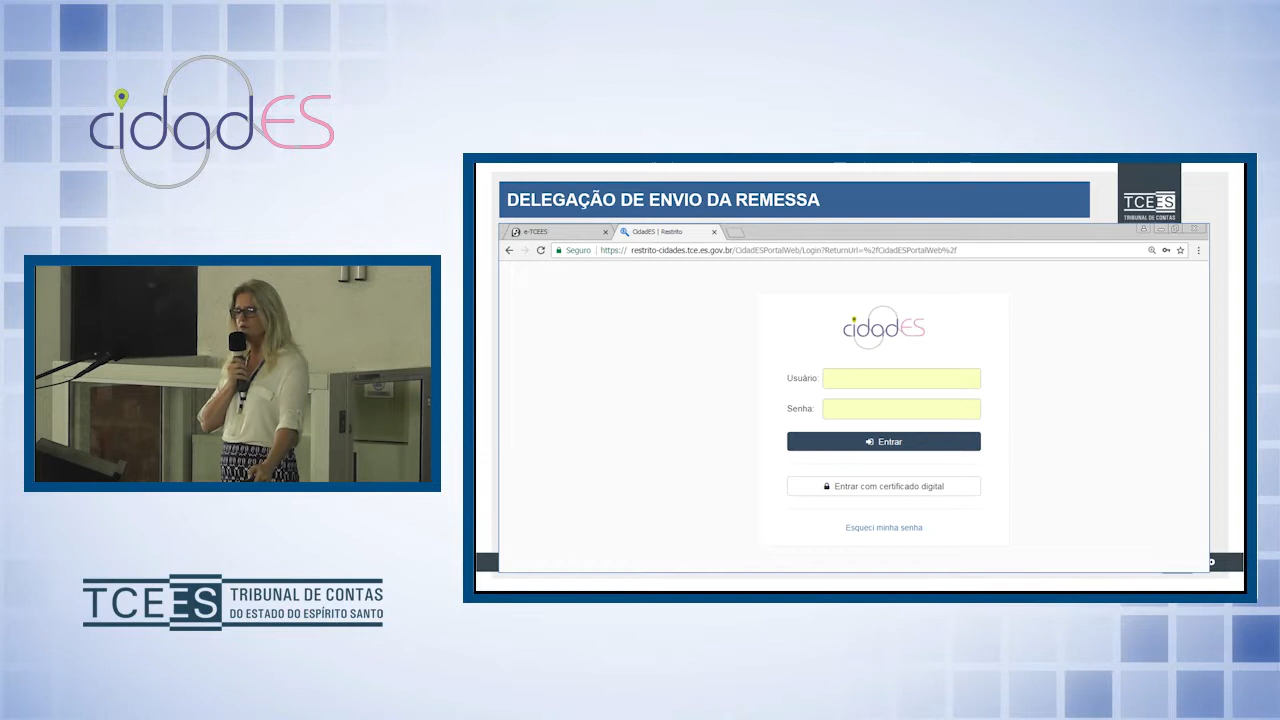 cidadES
DELEGAÇÃO DE ENVIO DA REMESSA
TCEES
TRIBUNAL DE CONTAS
e-TCEES
CidadES | Restrito
Seguro
https://restrito-cidades.tce.es.gov.br/CidadESPortalWeb/Login?ReturnUrl=%2fCidadESPortalWeb%2f
cidadES
Usuário:
Senha:
Entrar
Entrar com certificado digital
Esqueci minha senha
TCEES
TRIBUNAL DE CONTAS
DO ESTADO DO ESPÍRITO SANTO